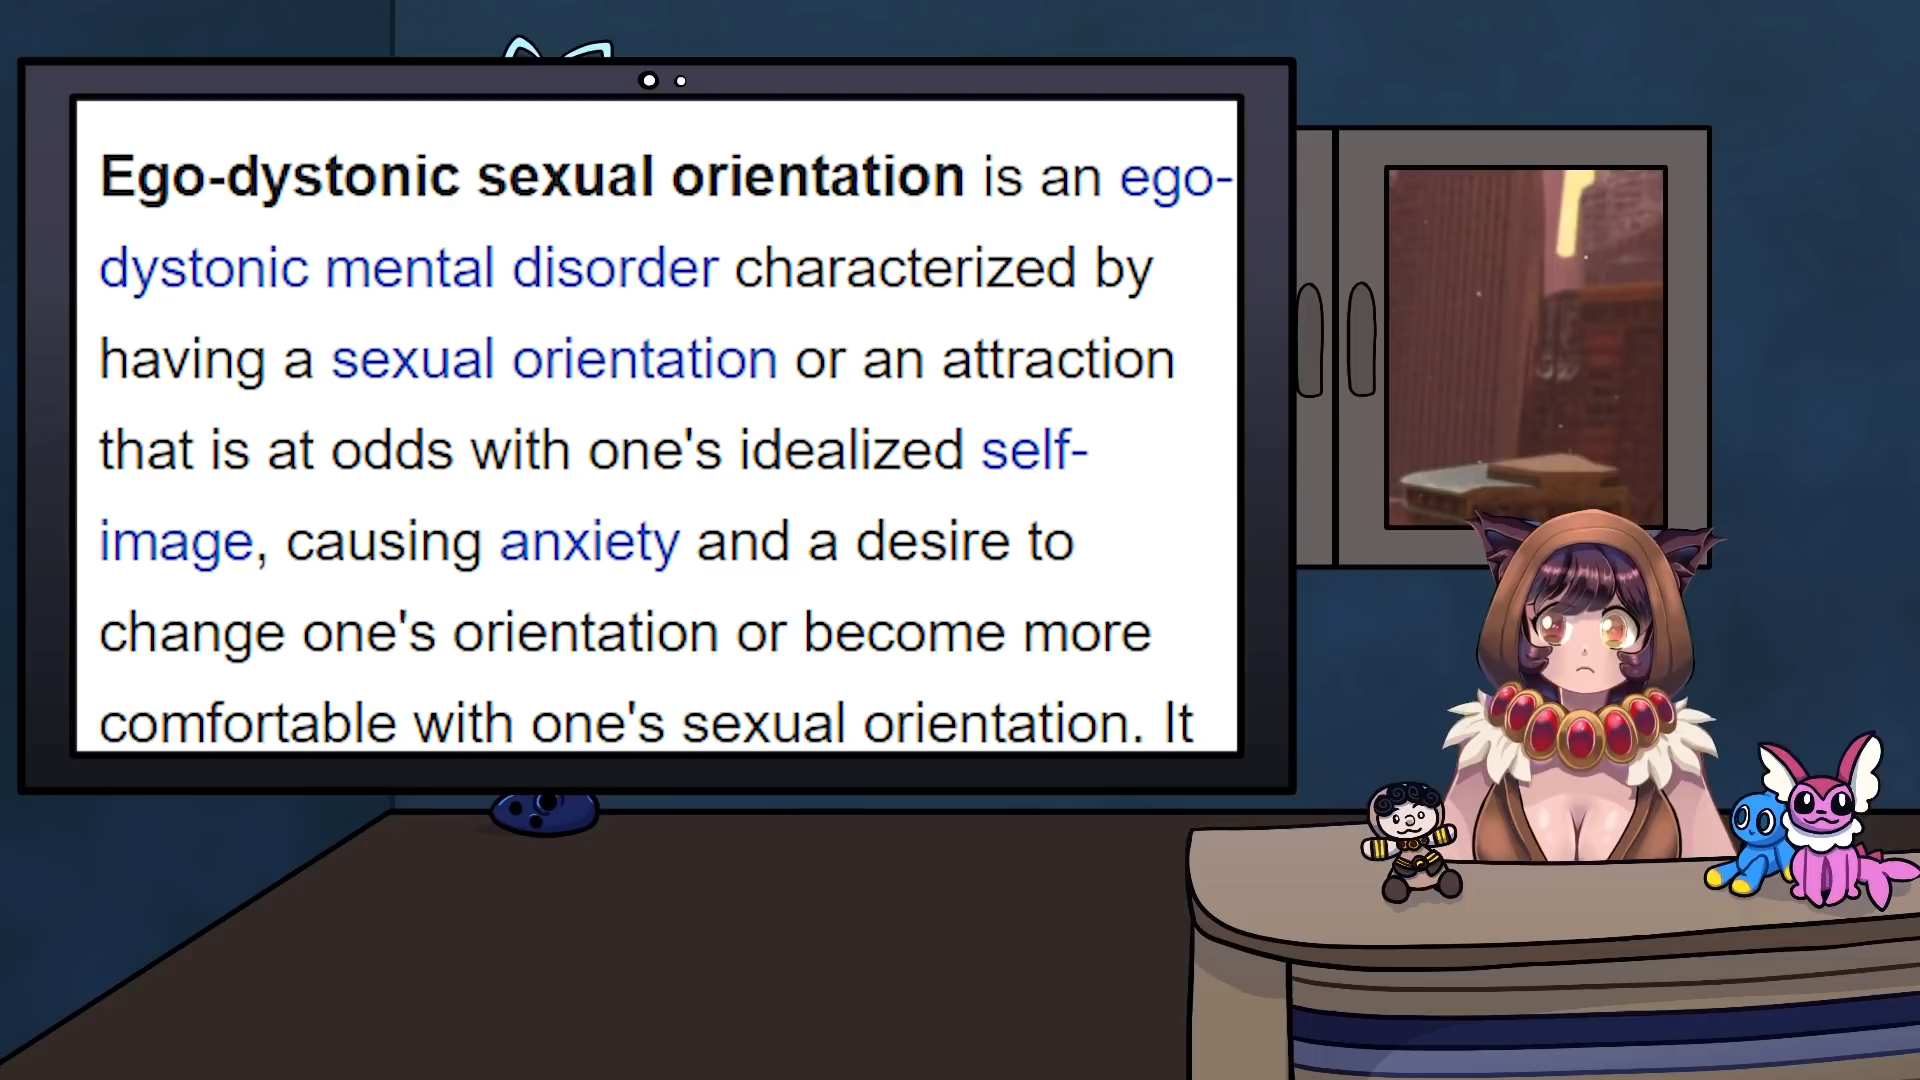 Ego-dystonic sexual orientation is an ego-
dystonic mental disorder characterized by
having a sexual orientation or an attraction
that is at odds with one's idealized self-
image, causing anxiety and a desire to
change one's orientation or become more
comfortable with one's sexual orientation. It